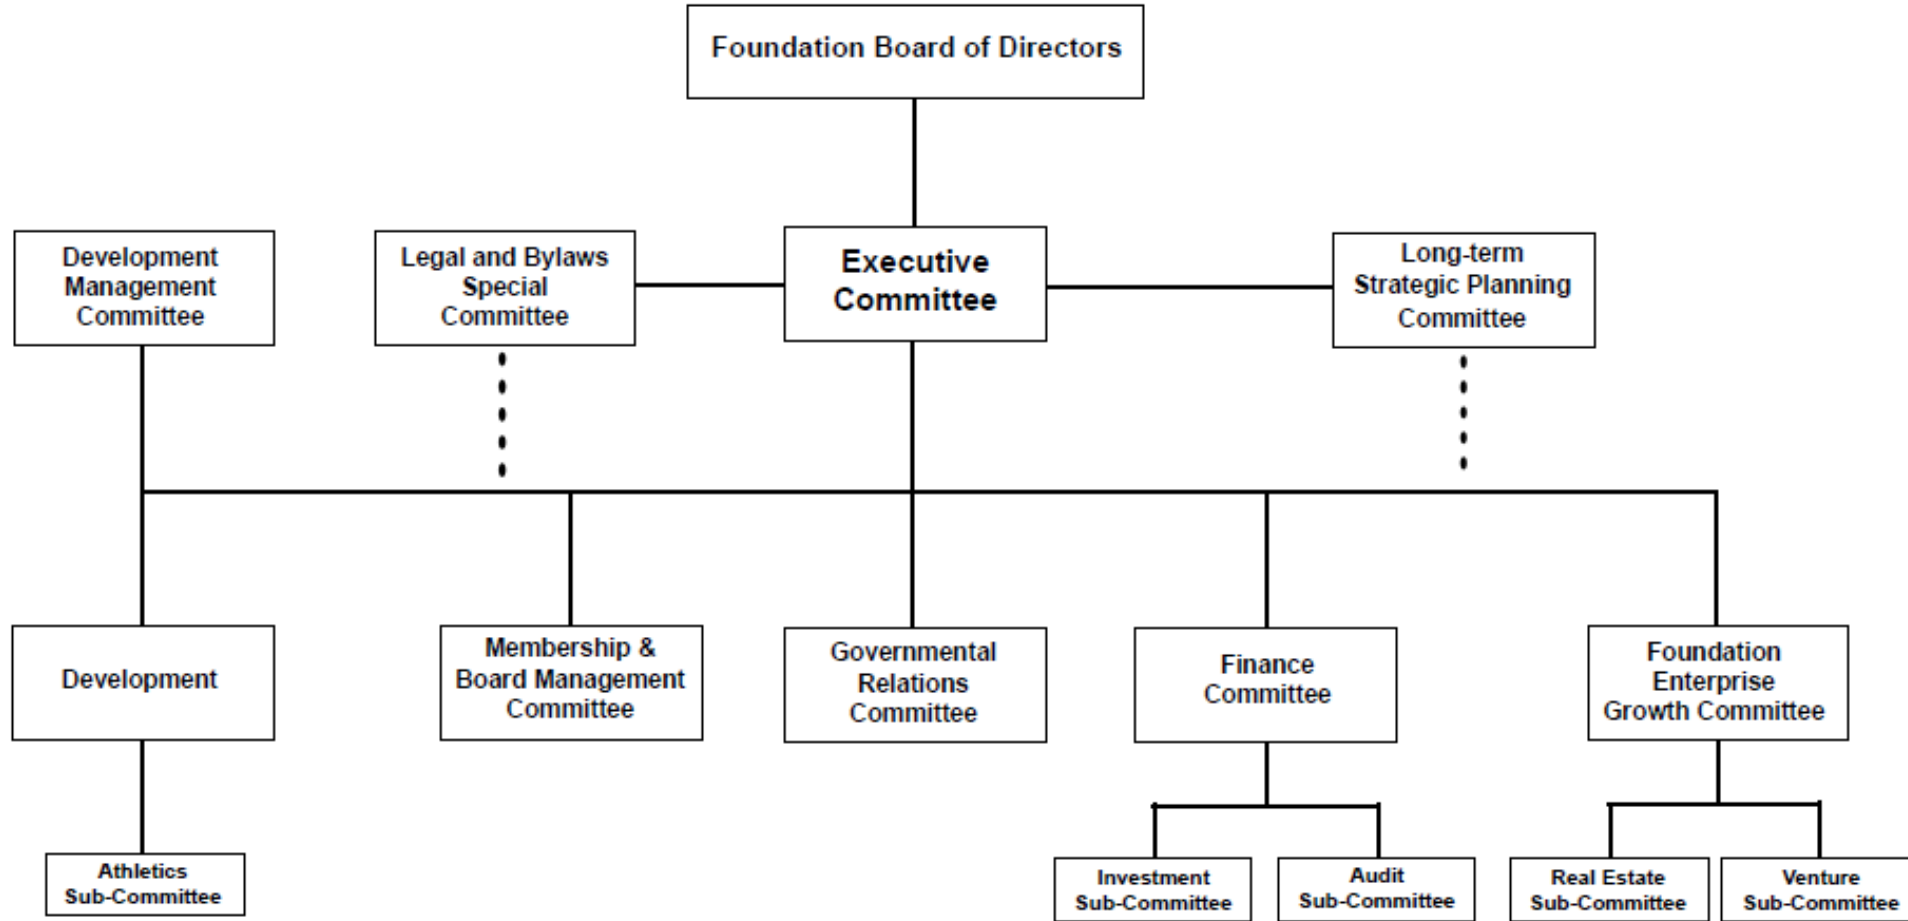 Foundation Board of Directors
Development
Management
Committee
Legal and Bylaws
Special
Committee
Executive
Committee
Long-term
Strategic Planning
Committee
Development
Membership &
Board Management
Committee
Governmental
Relations
Committee
Finance
Committee
Foundation
Enterprise
Growth Committee
Athletics
Sub-Committee
Investment
Sub-Committee
Audit
Sub-Committee
Real Estate
Sub-Committee
Venture
Sub-Committee